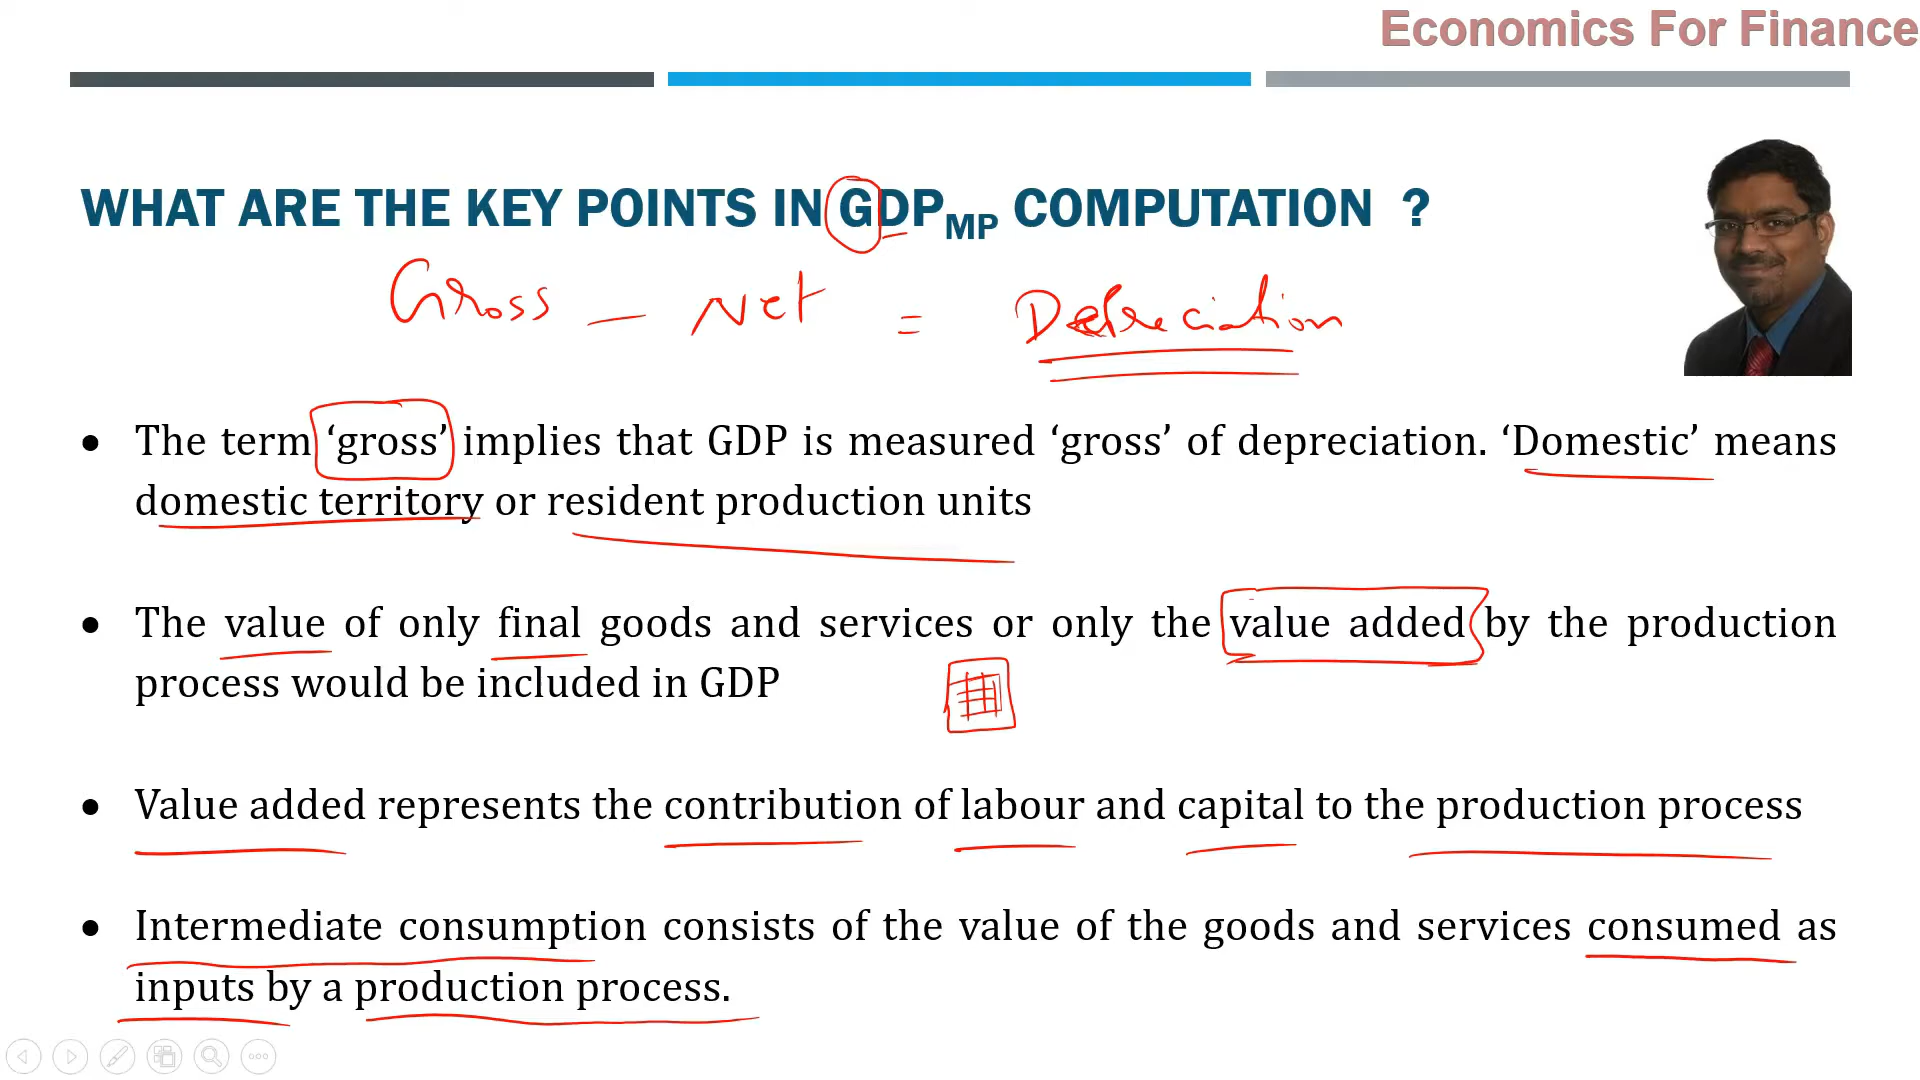 Economics For Finance
WHAT ARE THE KEY POINTS IN GDPMP COMPUTATION ?
Gross – Net = Depreciation
• The term ‘gross’ implies that GDP is measured ‘gross’ of depreciation. ‘Domestic’ means
domestic territory or resident production units
• The value of only final goods and services or only the value added by the production
process would be included in GDP
• Value added represents the contribution of labour and capital to the production process
• Intermediate consumption consists of the value of the goods and services consumed as
inputs by a production process.